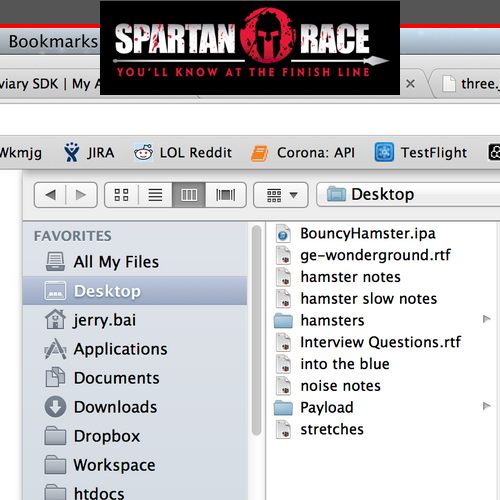 Bookmarks
SPARTAN RACE
YOU'LL KNOW AT THE FINISH LINE
viary SDK | My A
three.j
Wkmjg JIRA LOL Reddit Corona: API TestFlight
Desktop
FAVORITES
All My Files
Desktop
jerry.bai
Applications
Documents
Downloads
Dropbox
Workspace
htdocs
BouncyHamster.ipa
ge-wonderground.rtf
hamster notes
hamster slow notes
hamsters
Interview Questions.rtf
into the blue
noise notes
Payload
stretches